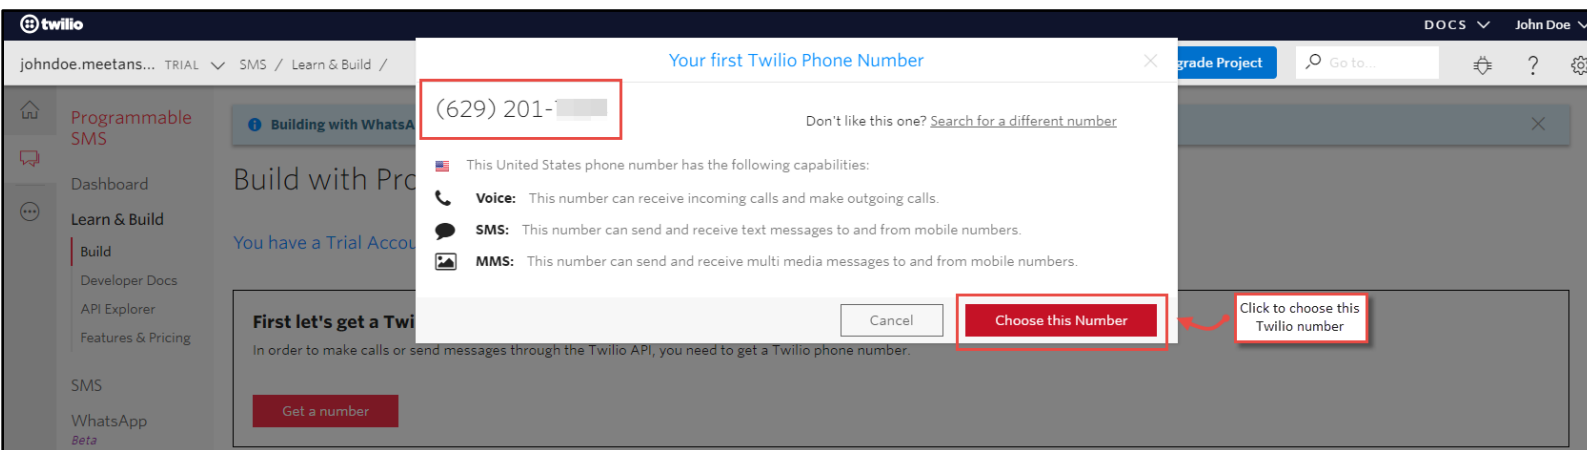 twilio
DOCS
John Doe
johndoe.meetans... TRIAL
SMS / Learn & Build /
Your first Twilio Phone Number
grade Project
Go to...
(629) 201-
Don't like this one? Search for a different number
Programmable
SMS
Building with WhatsA
This United States phone number has the following capabilities:
Dashboard
Build with Pro
Voice: This number can receive incoming calls and make outgoing calls.
Learn & Build
SMS: This number can send and receive text messages to and from mobile numbers.
You have a Trial Accou
Build
MMS: This number can send and receive multi media messages to and from mobile numbers.
Developer Docs
API Explorer
First let's get a Twi
Cancel
Choose this Number
Click to choose this
Twilio number
Features & Pricing
In order to make calls or send messages through the Twilio API, you need to get a Twilio phone number.
SMS
Get a number
WhatsApp
Beta